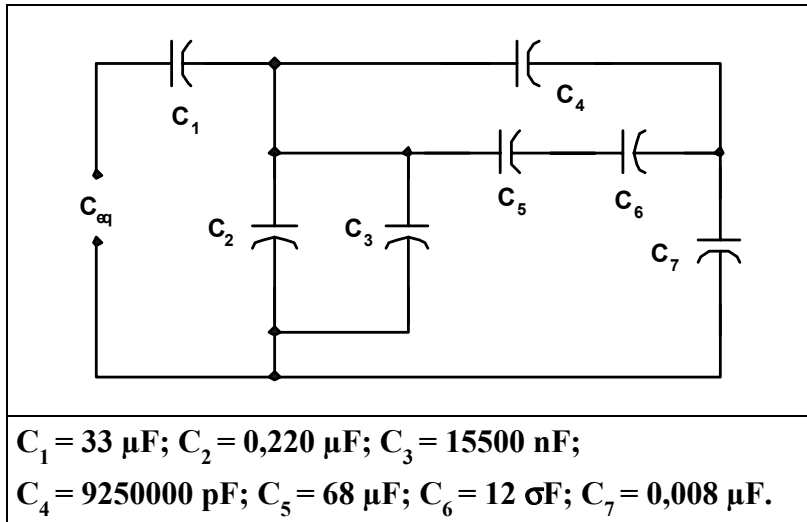 C₁
C₄
C₅
C₆
Cₑq
C₂
C₃
C₇
C₁ = 33 µF; C₂ = 0,220 µF; C₃ = 15500 nF;
C₄ = 9250000 pF; C₅ = 68 µF; C₆ = 12 σF; C₇ = 0,008 µF.